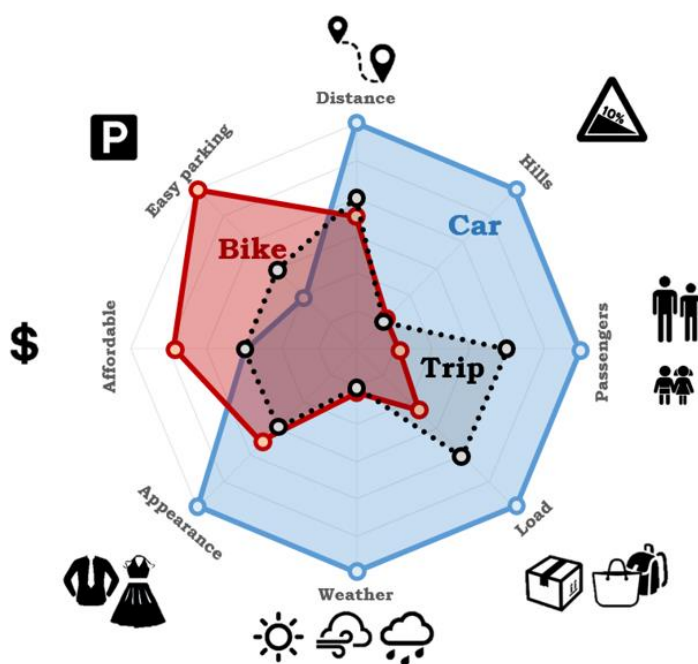 Distance
10%
P
Easy parking
Hills
Car
Bike
Affordable
$
Trip
Passengers
Appearance
Load
Weather